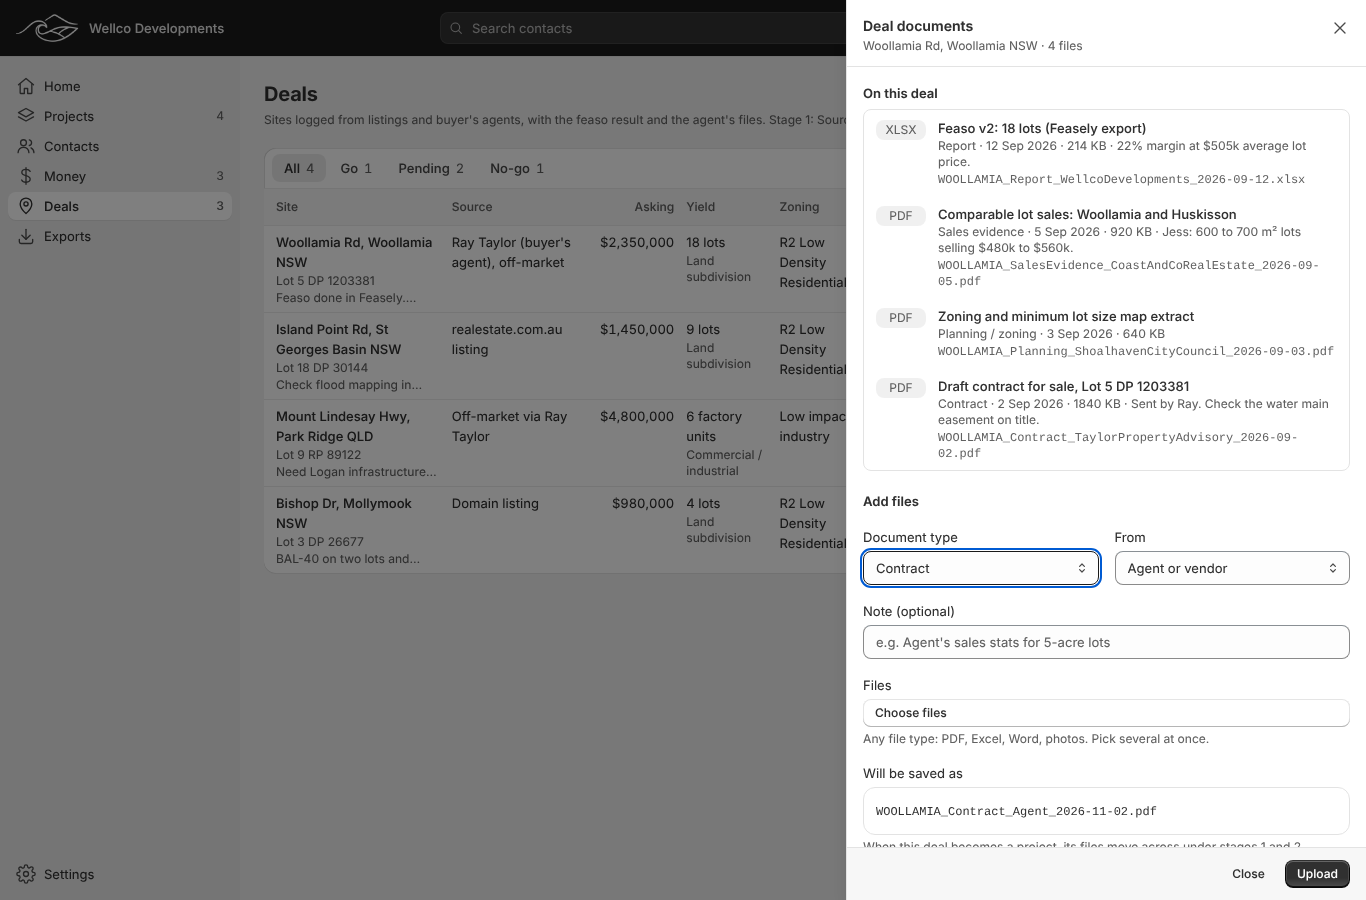 Wellco Developments
Search contacts
Home
Projects 4
Contacts
Money 3
Deals 3
Exports
Settings
Deals
Sites logged from listings and buyer's agents, with the feaso result and the agent's files. Stage 1:
All 4
Go 1
Pending 2
No-go 1
Site
Source
Asking
Yield
Zoning
Woollamia Rd, Woollamia
NSW
Lot 5 DP 1203381
Feaso done in Feasely....
Ray Taylor (buyer's
agent), off-market
$2,350,000
18 lots
Land
subdivision
R2 Low
Density
Residential
Island Point Rd, St
Georges Basin NSW
Lot 18 DP 30144
Check flood mapping in...
realestate.com.au
listing
$1,450,000
9 lots
Land
subdivision
R2 Low
Density
Residential
Mount Lindesay Hwy,
Park Ridge QLD
Lot 9 RP 89122
Need Logan infrastructure...
Off-market via Ray
Taylor
$4,800,000
6 factory
units
Commercial /
industrial
Low impac
industry
Bishop Dr, Mollymook
NSW
Lot 3 DP 26677
BAL-40 on two lots and...
Domain listing
$980,000
4 lots
Land
subdivision
R2 Low
Density
Residential
Deal documents
Woollamia Rd, Woollamia NSW · 4 files
On this deal
XLSX
Feaso v2: 18 lots (Feasely export)
Report · 12 Sep 2026 · 214 KB · 22% margin at $505k average lot
price.
WOOLLAMIA_Report_WellcoDevelopments_2026-09-12.xlsx
PDF
Comparable lot sales: Woollamia and Huskisson
Sales evidence · 5 Sep 2026 · 920 KB · Jess: 600 to 700 m² lots
selling $480k to $560k.
WOOLLAMIA_SalesEvidence_CoastAndCoRealEstate_2026-09-
05.pdf
PDF
Zoning and minimum lot size map extract
Planning / zoning · 3 Sep 2026 · 640 KB
WOOLLAMIA_Planning_ShoalhavenCityCouncil_2026-09-03.pdf
PDF
Draft contract for sale, Lot 5 DP 1203381
Contract · 2 Sep 2026 · 1840 KB · Sent by Ray. Check the water main
easement on title.
WOOLLAMIA_Contract_TaylorPropertyAdvisory_2026-09-
02.pdf
Add files
Document type
From
Contract
Agent or vendor
Note (optional)
e.g. Agent's sales stats for 5-acre lots
Files
Choose files
Any file type: PDF, Excel, Word, photos. Pick several at once.
Will be saved as
WOOLLAMIA_Contract_Agent_2026-11-02.pdf
When this deal becomes a project, its files move across under stages 1 and 2.
Close
Upload